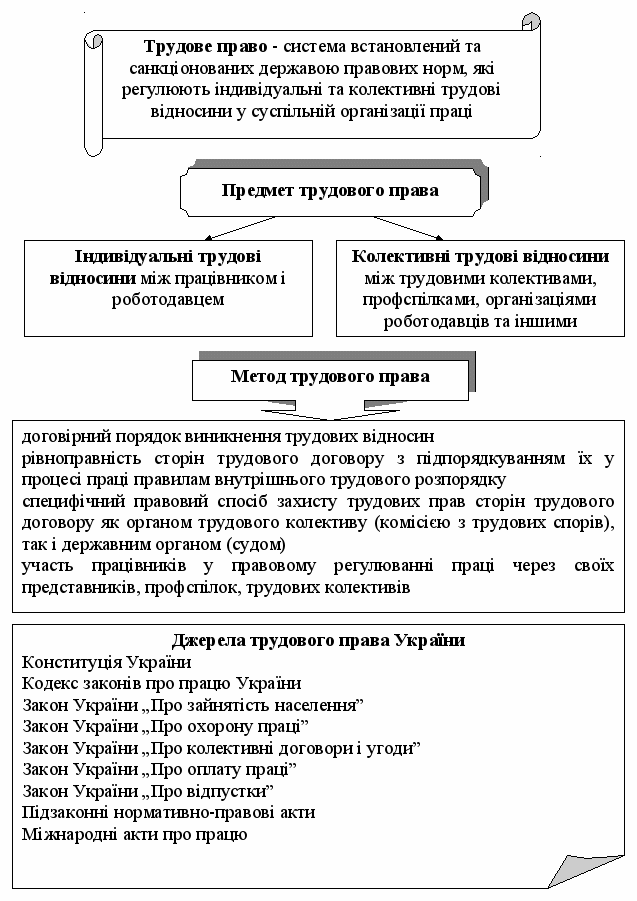 Трудове право - система встановлений та
санкціонованих державою правових норм, які
регулюють індивідуальні та колективні трудові
відносини у суспільній організації праці
Предмет трудового права
Індивідуальні трудові
відносини між працівником і
роботодавцем
Колективні трудові відносини
між трудовими колективами,
профспілками, організаціями
роботодавців та іншими
Метод трудового права
договірний порядок виникнення трудових відносин
рівноправність сторін трудового договору з підпорядкуванням їх у
процесі праці правилам внутрішнього трудового розпорядку
специфічний правовий спосіб захисту трудових прав сторін трудового
договору як органом трудового колективу (комісією з трудових спорів),
так і державним органом (судом)
участь працівників у правовому регулюванні праці через своїх
представників, профспілок, трудових колективів
Джерела трудового права України
Конституція України
Кодекс законів про працю України
Закон України „Про зайнятість населення”
Закон України „Про охорону праці”
Закон України „Про колективні договори і угоди”
Закон України „Про оплату праці”
Закон України „Про відпустки”
Підзаконні нормативно-правові акти
Міжнародні акти про працю